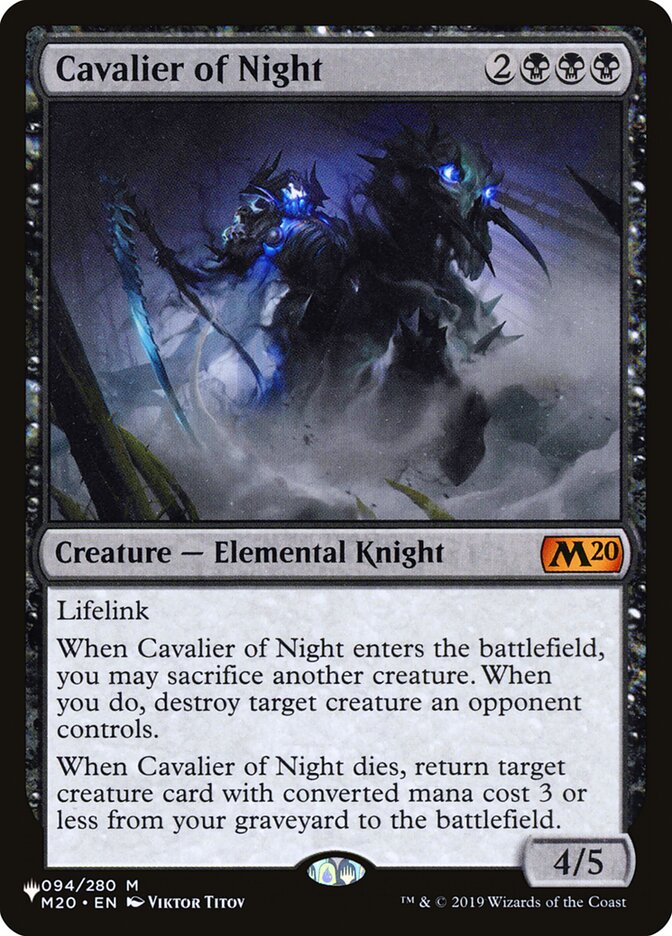 Cavalier of Night 2
Creature — Elemental Knight M20
Lifelink
When Cavalier of Night enters the battlefield,
you may sacrifice another creature. When
you do, destroy target creature an opponent
controls.
When Cavalier of Night dies, return target
creature card with converted mana cost 3 or
less from your graveyard to the battlefield.
4/5
094/280 M
M20 • EN Viktor Titov ™ & © 2019 Wizards of the Coast